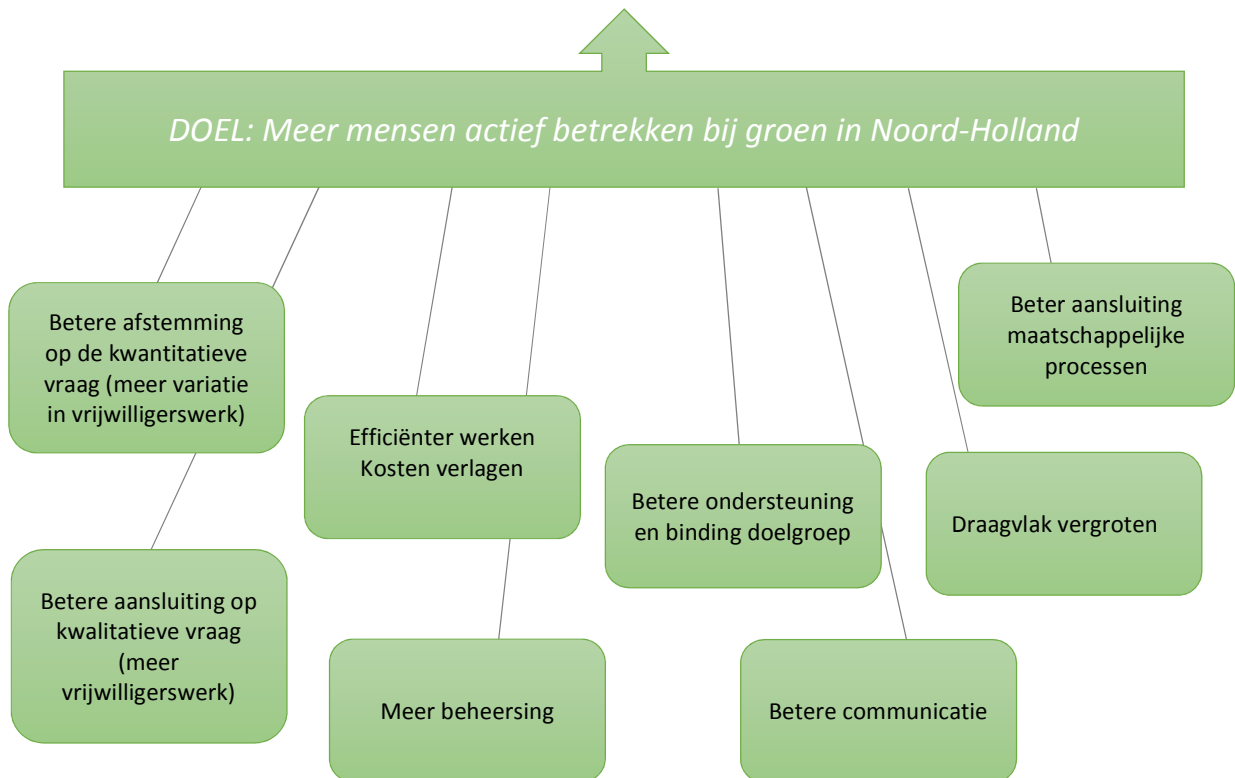 DOEL: Meer mensen actief betrekken bij groen in Noord-Holland
Betere afstemming
op de kwantitatieve
vraag (meer variatie
in vrijwilligerswerk)
Betere aansluiting op
kwalitatieve vraag
(meer
vrijwilligerswerk)
Efficiënter werken
Kosten verlagen
Meer beheersing
Betere ondersteuning
en binding doelgroep
Betere communicatie
Draagvlak vergroten
Beter aansluiting
maatschappelijke
processen